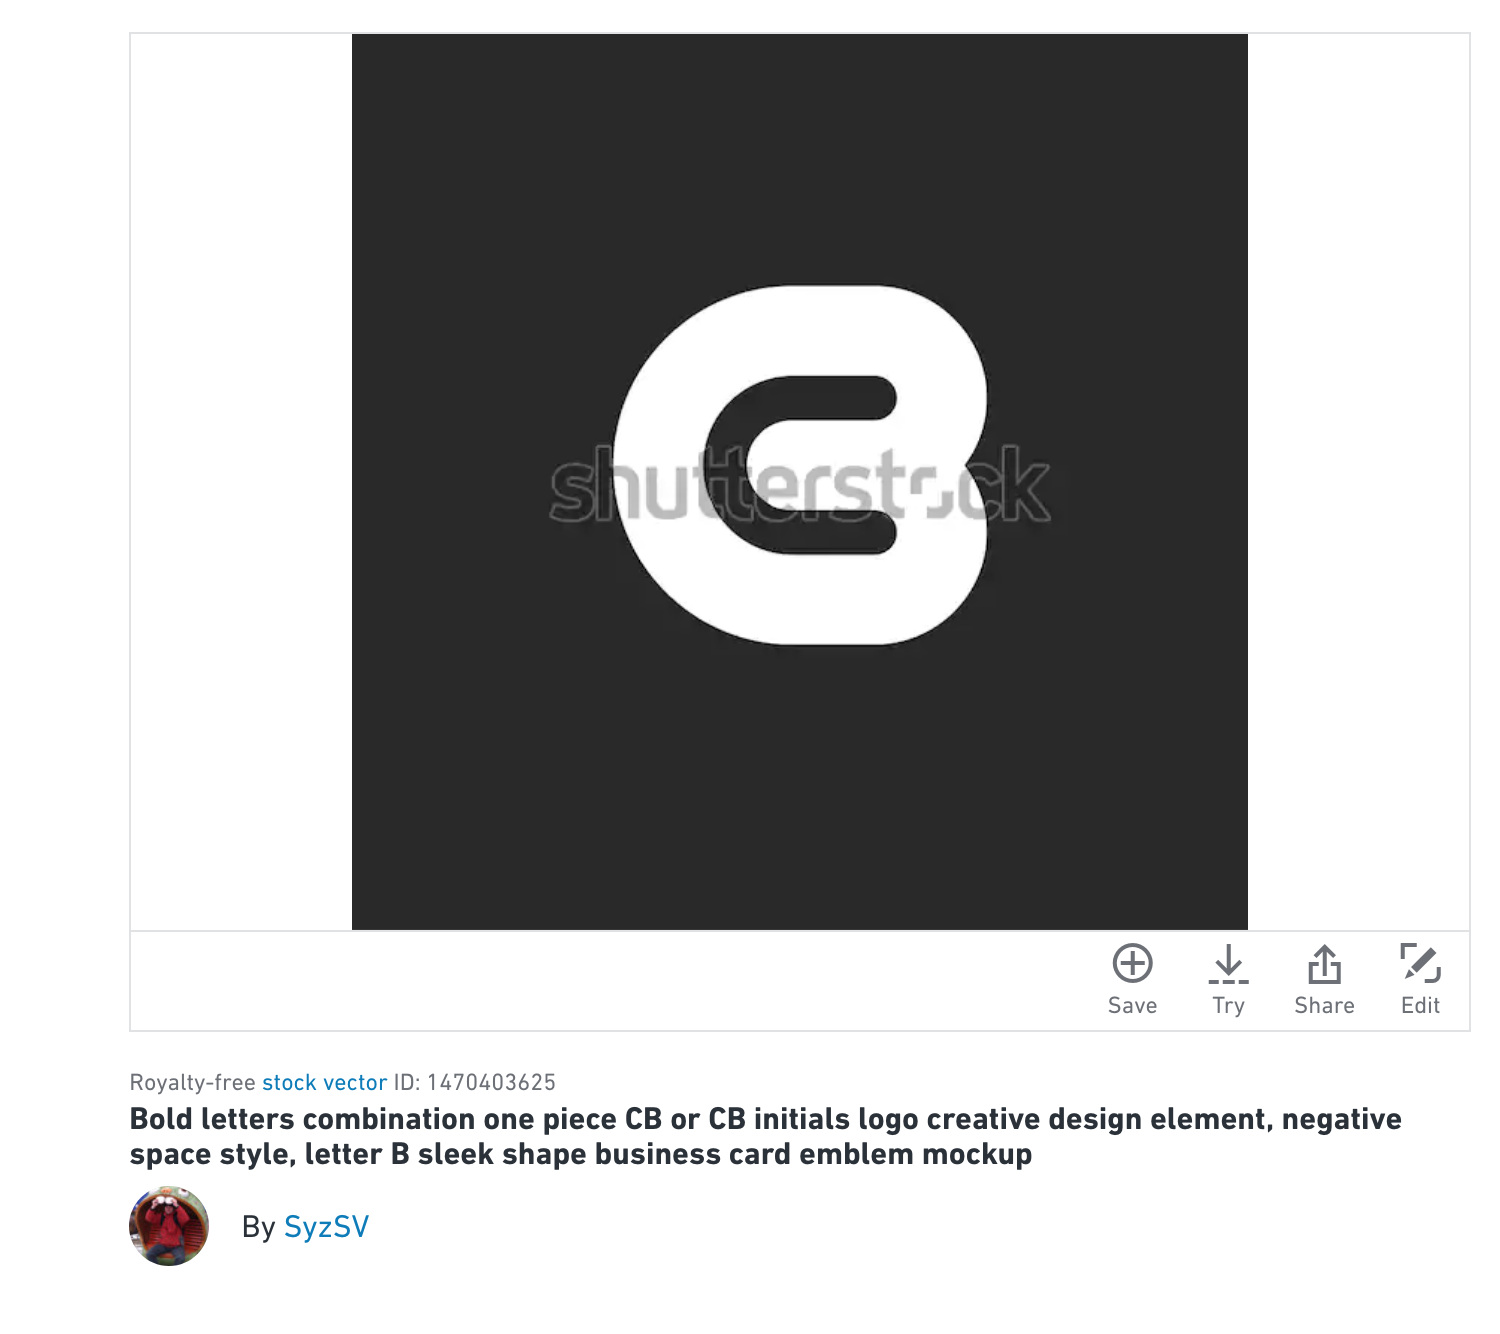 shutterstock
Save Try Share Edit
Royalty-free stock vector ID: 1470403625
Bold letters combination one piece CB or CB initials logo creative design element, negative
space style, letter B sleek shape business card emblem mockup
By SyzSV